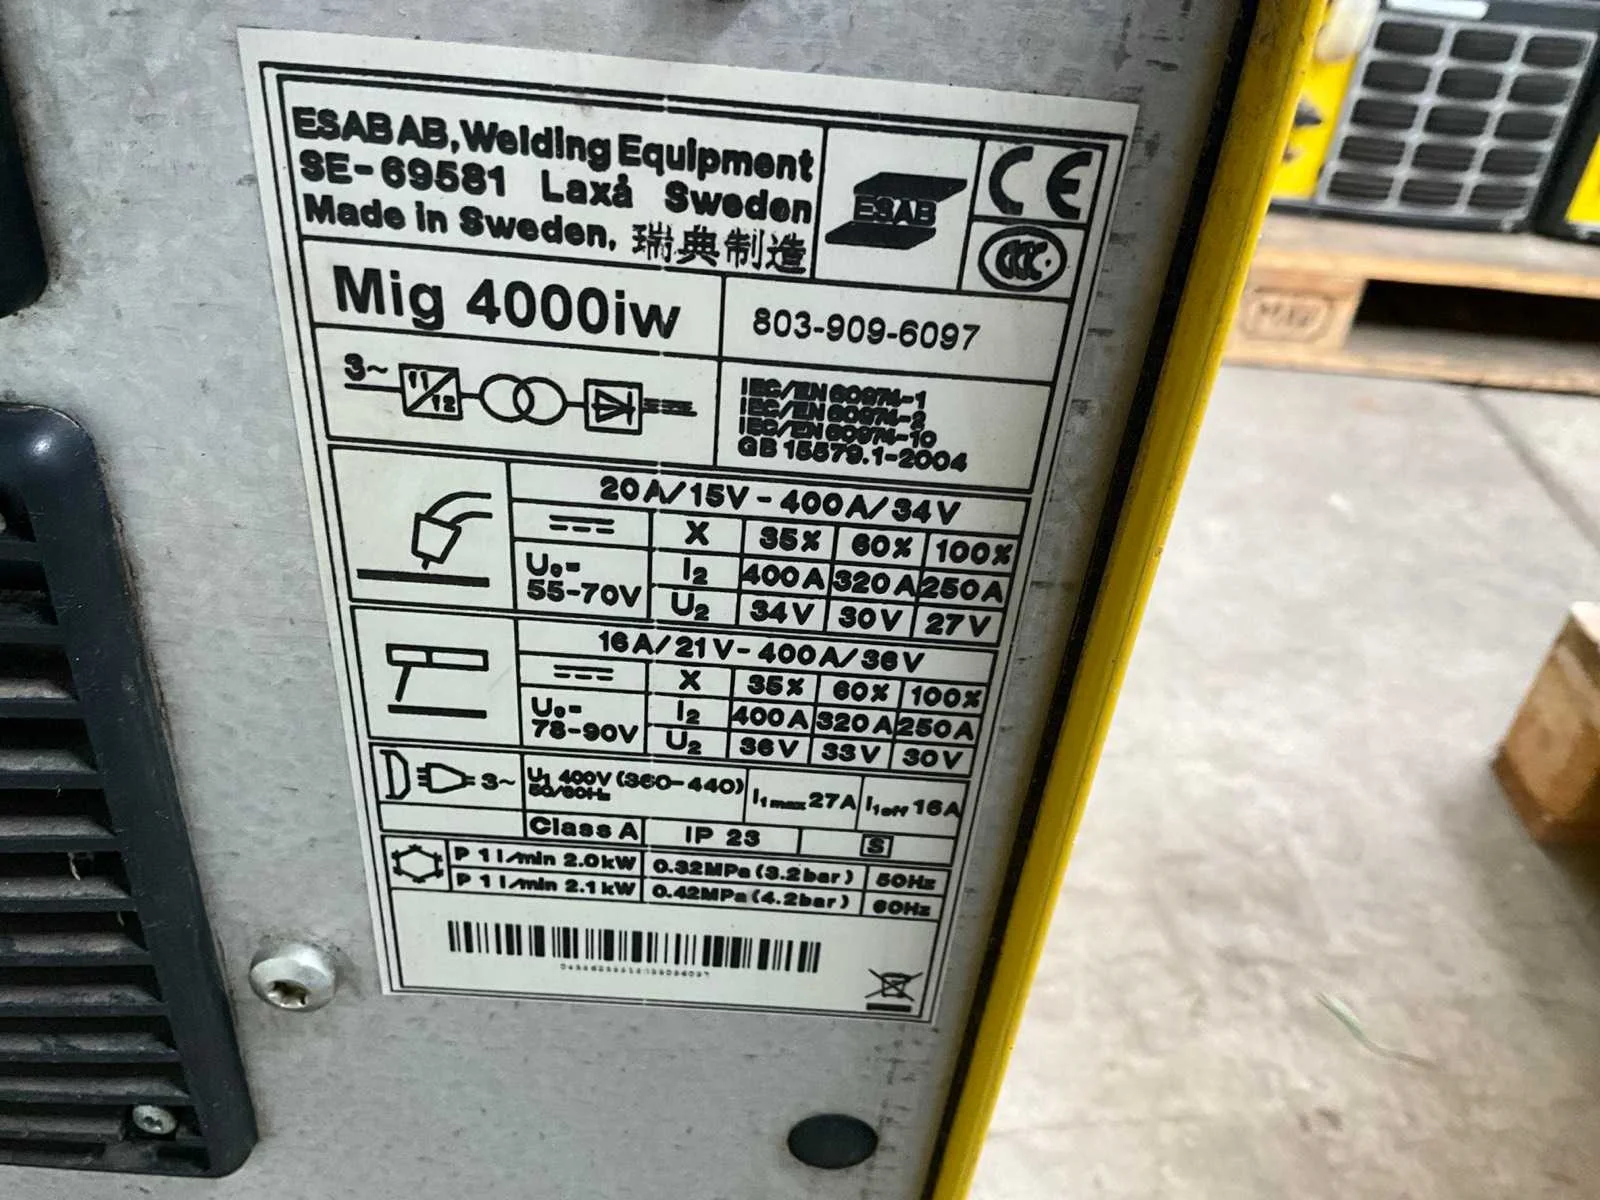 ESAB AB, Welding Equipment
SE-69581 Laxå Sweden
Made in Sweden, 瑞典制造
ESAB
CE
CCC
Mig 4000iw
803-909-6097
3~
f1
f2
IEC/EN 60974-1
IEC/EN 60974-2
IEC/EN 60974-10
GB 15579.1-2004
20A/15V - 400A/34V
X 35% 60% 100%
U₀=
55-70V
I₂ 400A 320A 250A
U₂ 34V 30V 27V
16A/21V - 400A/36V
X 35% 60% 100%
U₀=
78-90V
I₂ 400A 320A 250A
U₂ 36V 33V 30V
3~
U₁ 400V (360-440)
50/60Hz
I₁max 27A
I₁eff 16A
Class A IP 23 S
P 1 l/min 2.0kW 0.32MPa (3.2bar) 50Hz
P 1 l/min 2.1kW 0.42MPa (4.2bar) 60Hz